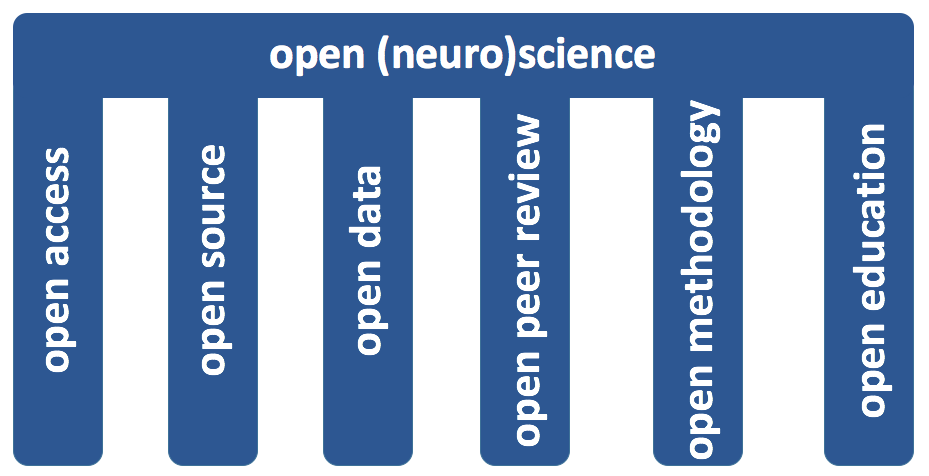 open (neuro)science
open access
open source
open data
open peer review
open methodology
open education